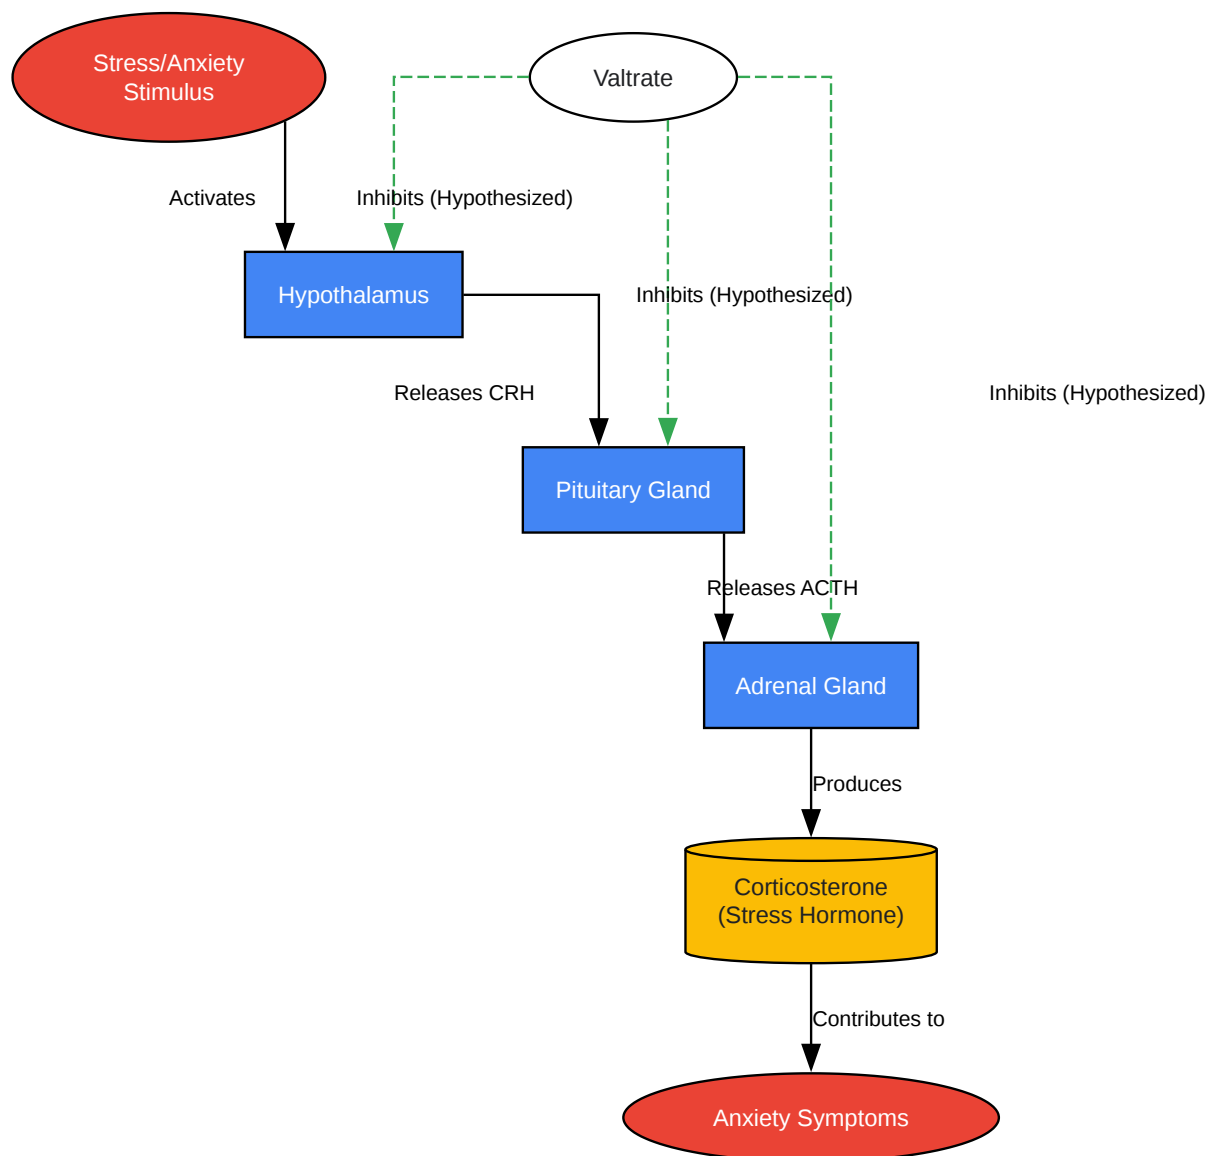 Stress/Anxiety
Stimulus
Valtrate
Activates
Inhibits (Hypothesized)
Hypothalamus
Inhibits (Hypothesized)
Releases CRH
Inhibits (Hypothesized)
Pituitary Gland
Releases ACTH
Adrenal Gland
Produces
Corticosterone
(Stress Hormone)
Contributes to
Anxiety Symptoms